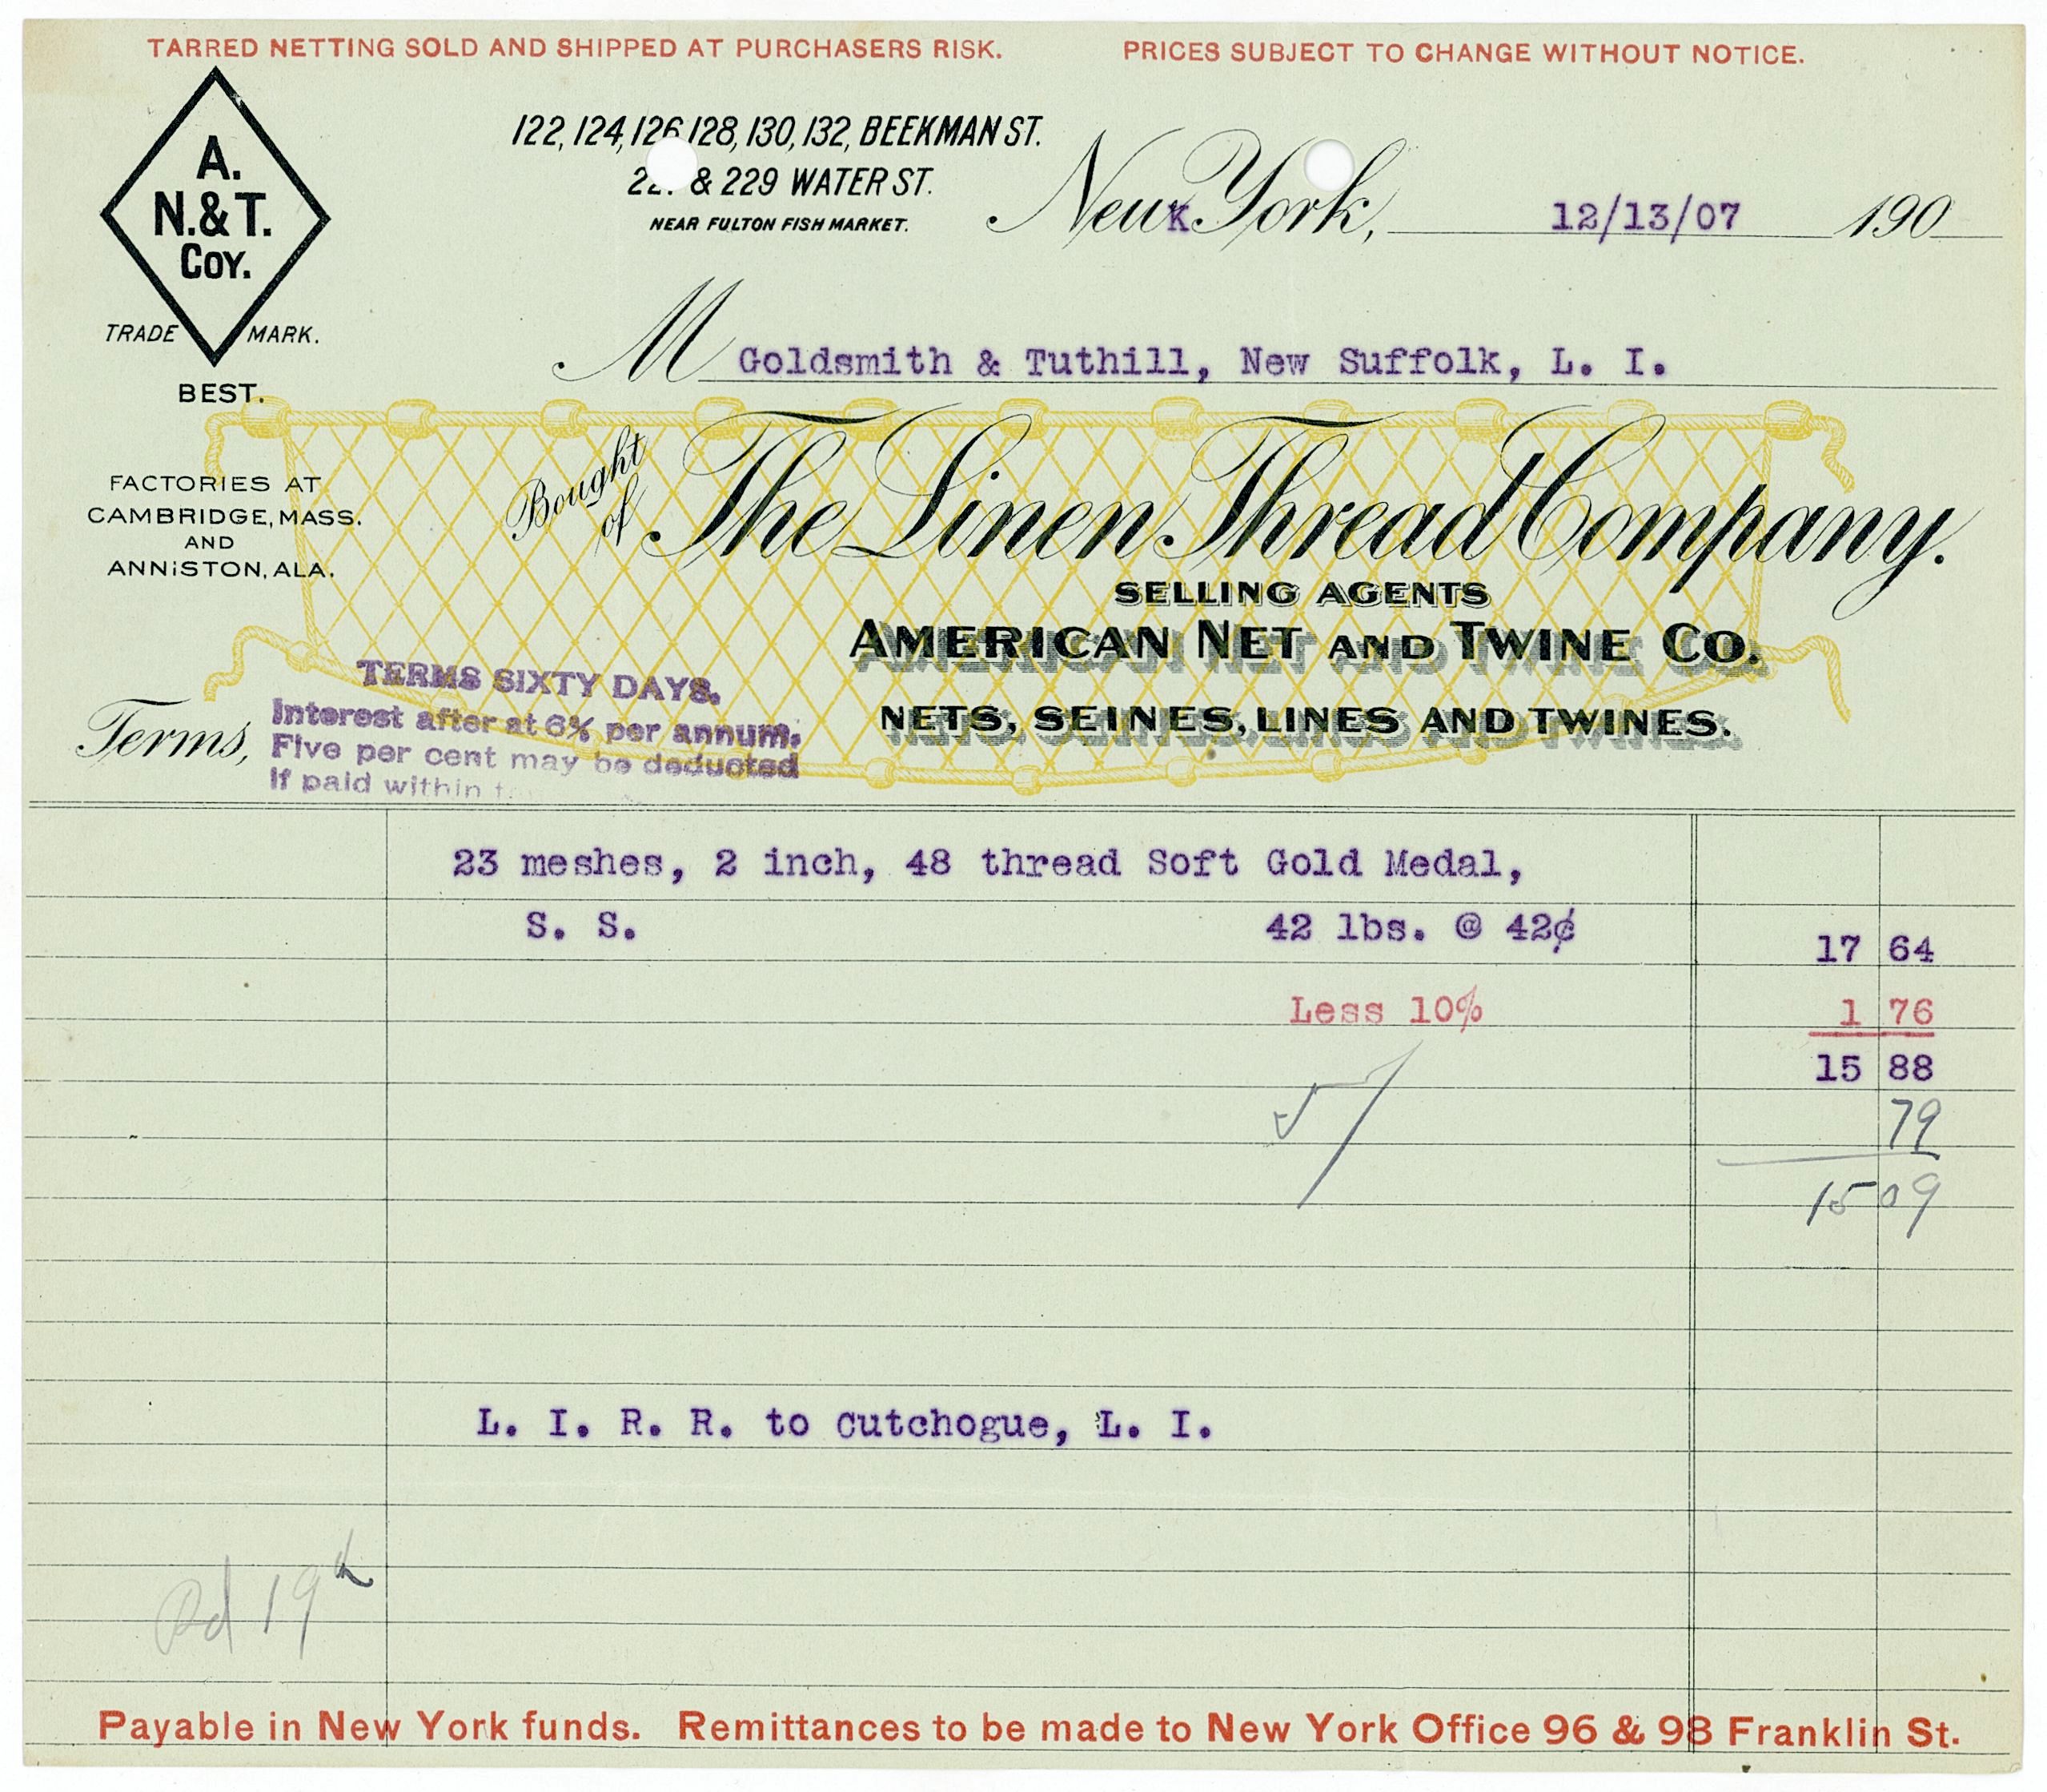 TARRED NETTING SOLD AND SHIPPED AT PURCHASERS RISK. PRICES SUBJECT TO CHANGE WITHOUT NOTICE.
A.
N.&T.
COY.
TRADE MARK.
BEST.
122, 124, 126, 128, 130, 132, BEEKMAN ST.
& 229 WATER ST.
NEAR FULTON FISH MARKET.
New K York, 12/13/07 190
M Goldsmith & Tuthill, New Suffolk, L. I.
FACTORIES AT
CAMBRIDGE, MASS.
AND
ANNISTON, ALA.
Bought of The Linen Thread Company.
SELLING AGENTS
AMERICAN NET AND TWINE CO.
NETS, SEINES, LINES AND TWINES.
Terms,
TERMS SIXTY DAYS.
Interest after at 6% per annum.
Five per cent may be deducted
If paid within
23 meshes, 2 inch, 48 thread Soft Gold Medal,
S. S. 42 lbs. @ 42¢ 17 64
Less 10% 1 76
15 88
79
15 09
L. I. R. R. to Cutchogue, L. I.
19th
Payable in New York funds. Remittances to be made to New York Office 96 & 98 Franklin St.